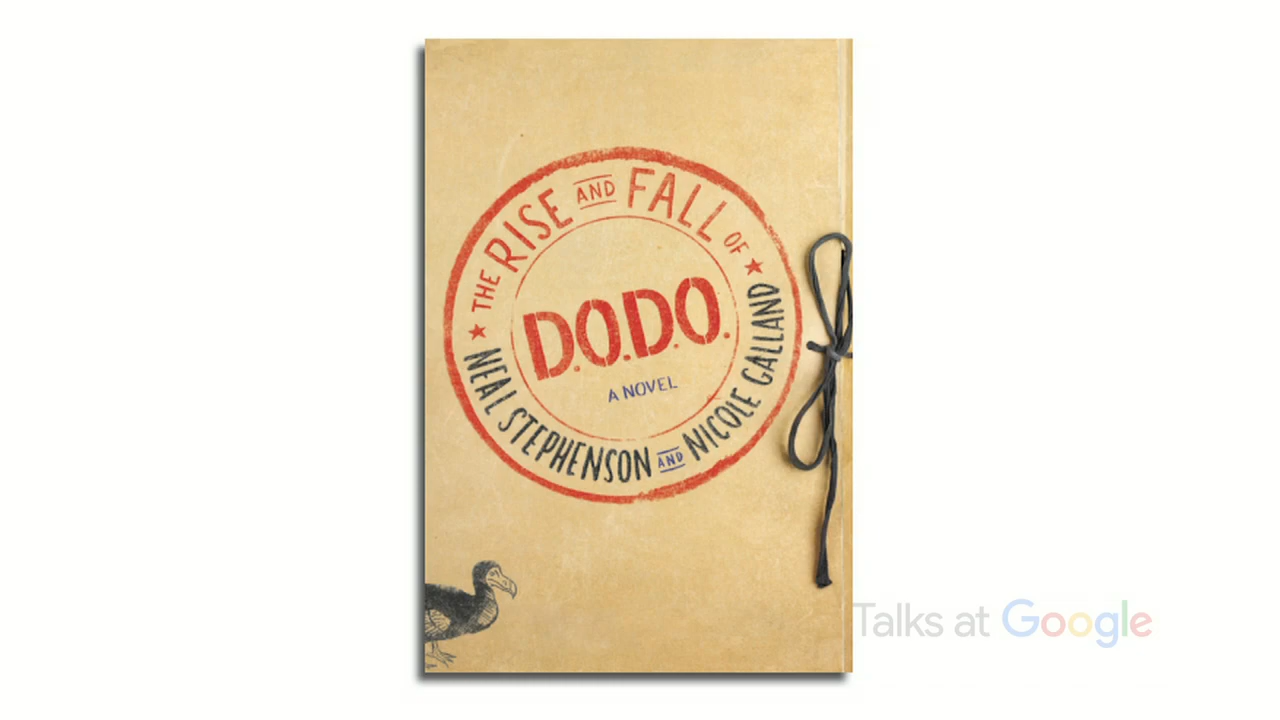 THE RISE AND FALL OF
D.O.D.O.
A NOVEL
NEAL STEPHENSON AND NICOLE GALLAND
Talks at Google